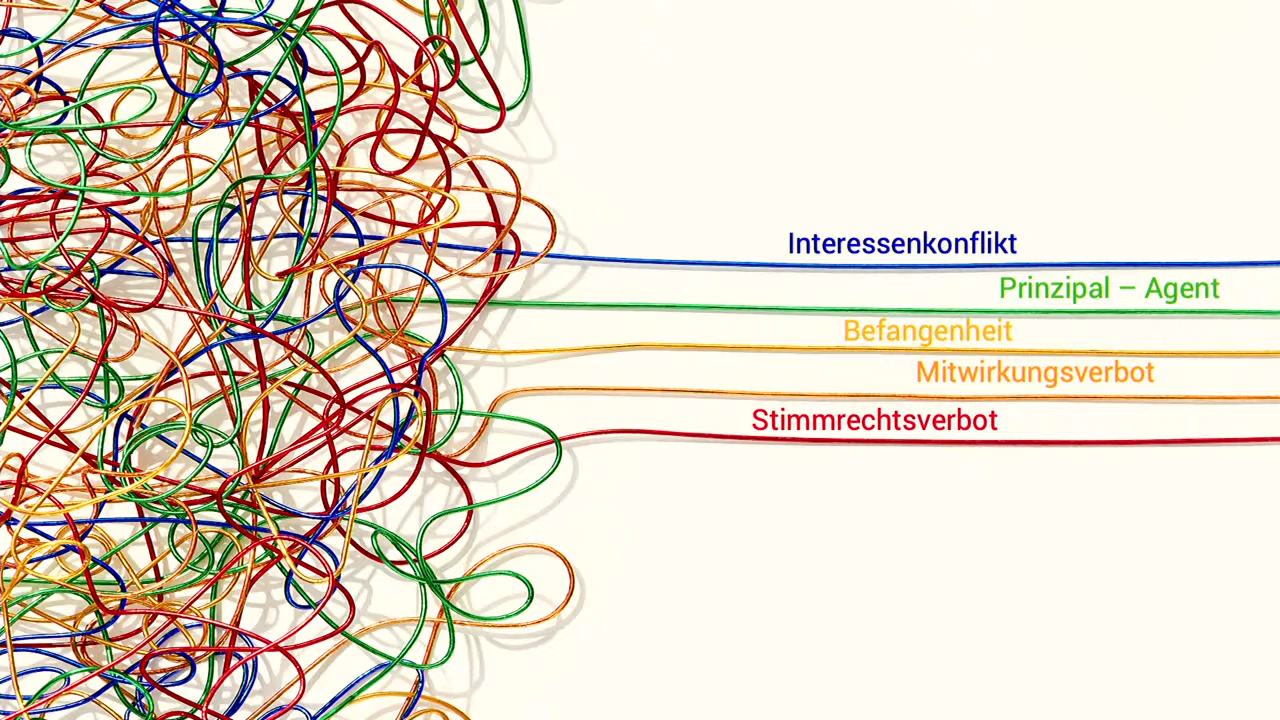 Interessenkonflikt
Prinzipal – Agent
Befangenheit
Mitwirkungsverbot
Stimmrechtsverbot